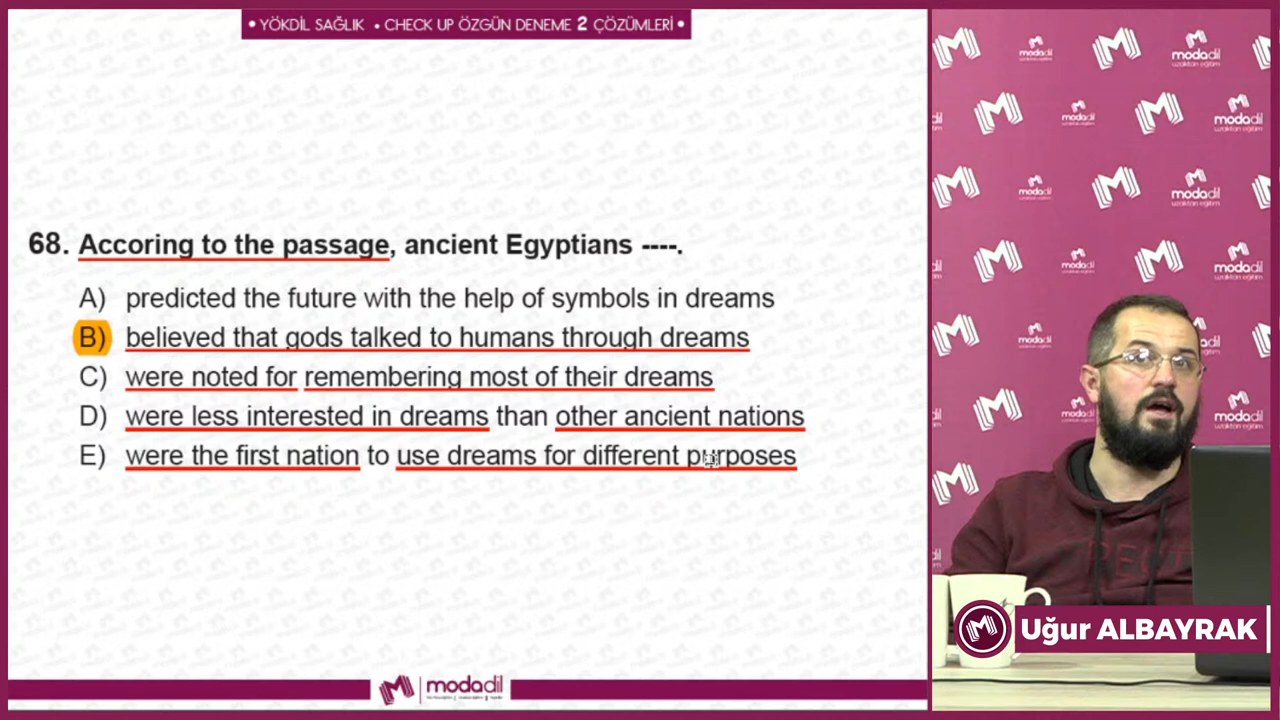 • YÖKDİL SAĞLIK • CHECK UP ÖZGÜN DENEME 2 ÇÖZÜMLERİ •
68. Accoring to the passage, ancient Egyptians ----.
A) predicted the future with the help of symbols in dreams
B) believed that gods talked to humans through dreams
C) were noted for remembering most of their dreams
D) were less interested in dreams than other ancient nations
E) were the first nation to use dreams for different purposes
modadil
uzaktan eğitim
Uğur ALBAYRAK
modadil